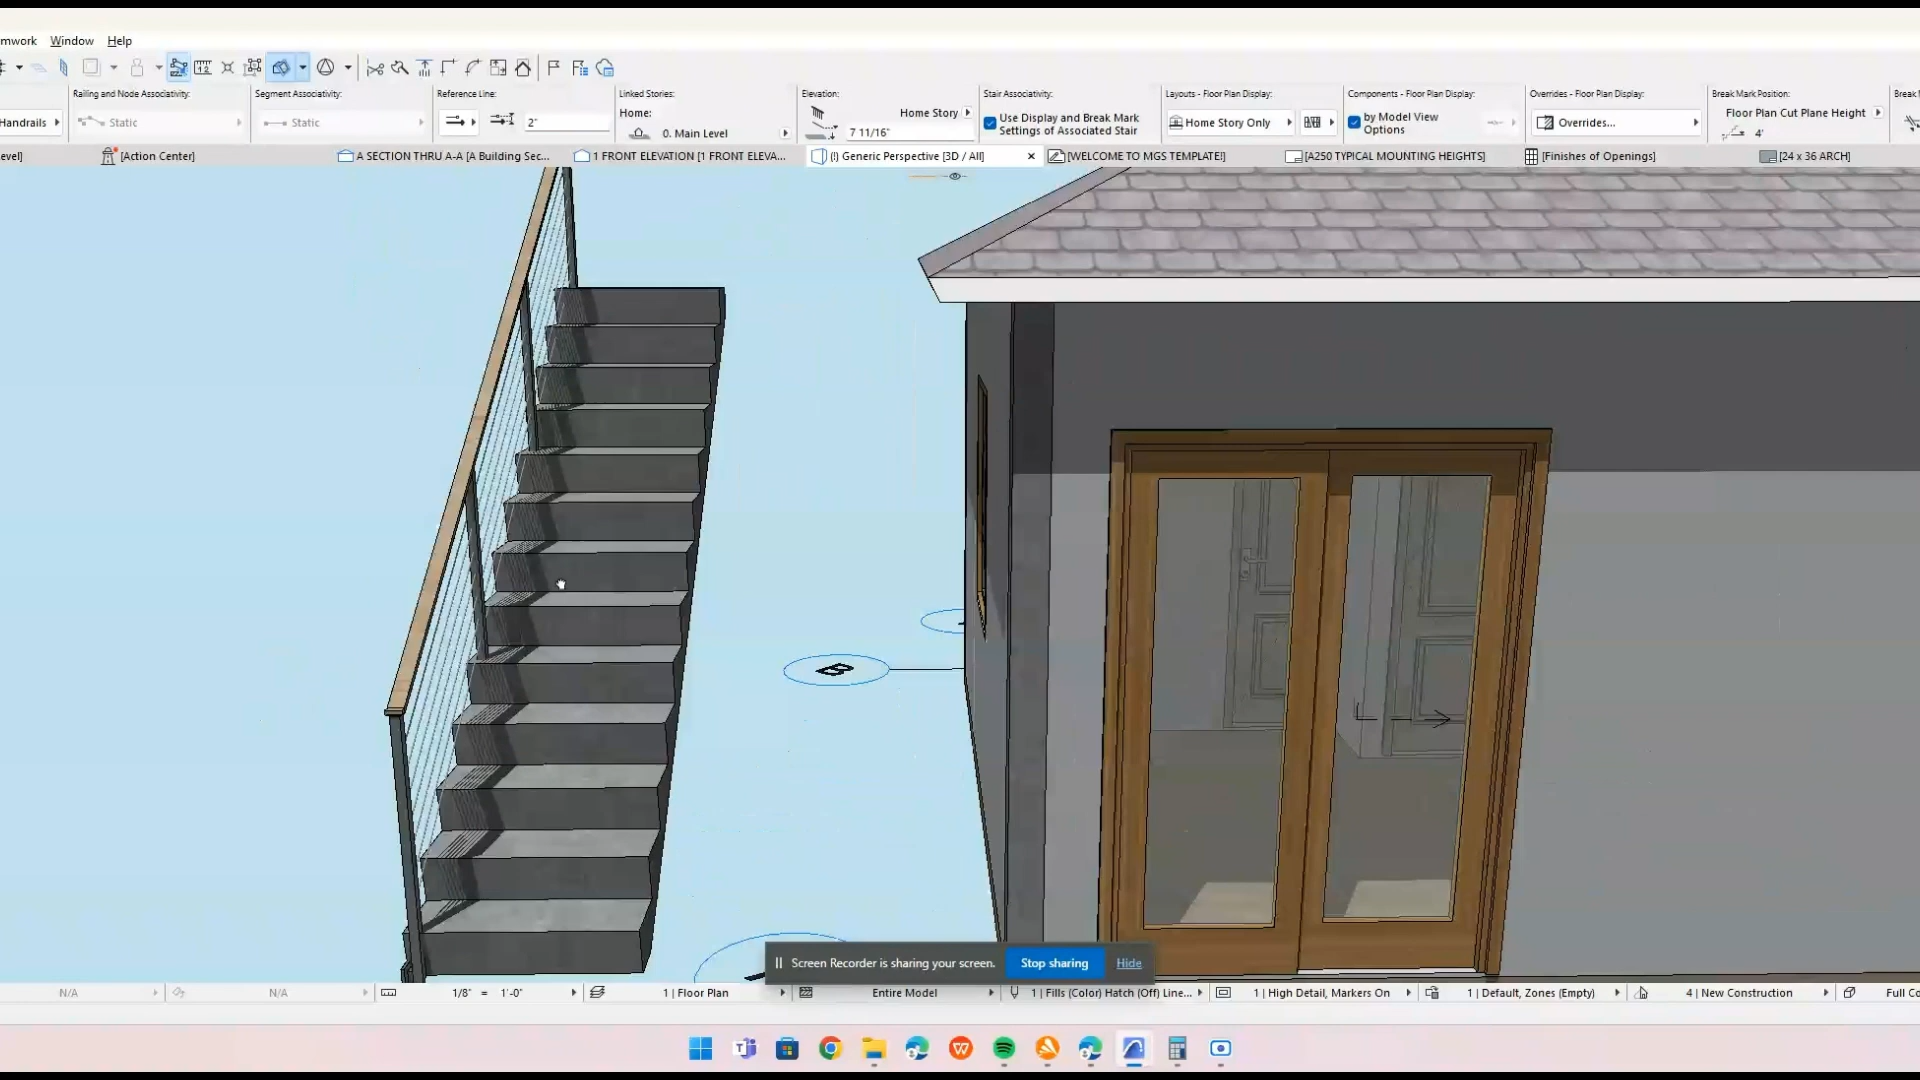 mwork Window Help
Railing and Node Associativity: Segment Associativity: Reference Line: Linked Stories: Elevation: Stair Associativity: Layouts - Floor Plan Display: Components - Floor Plan Display: Overrides - Floor Plan Display: Break Mark Position: Break M
Handrails Static Static 2" Home: 0. Main Level Home Story 7 11/16" Use Display and Break Mark Settings of Associated Stair Home Story Only by Model View Options Overrides... Floor Plan Cut Plane Height 4'
evel] [Action Center] A SECTION THRU A-A [A Building Sec... 1 FRONT ELEVATION [1 FRONT ELEVA... (!) Generic Perspective [3D / All] [WELCOME TO MGS TEMPLATE!] [A250 TYPICAL MOUNTING HEIGHTS] [Finishes of Openings] [24 x 36 ARCH]
B
Screen Recorder is sharing your screen. Stop sharing Hide
N/A N/A 1/8" = 1'-0" 1 | Floor Plan Entire Model 1 | Fills (Color) Hatch (Off) Line... 1 | High Detail, Markers On 1 | Default, Zones (Empty) 4 | New Construction Full Co